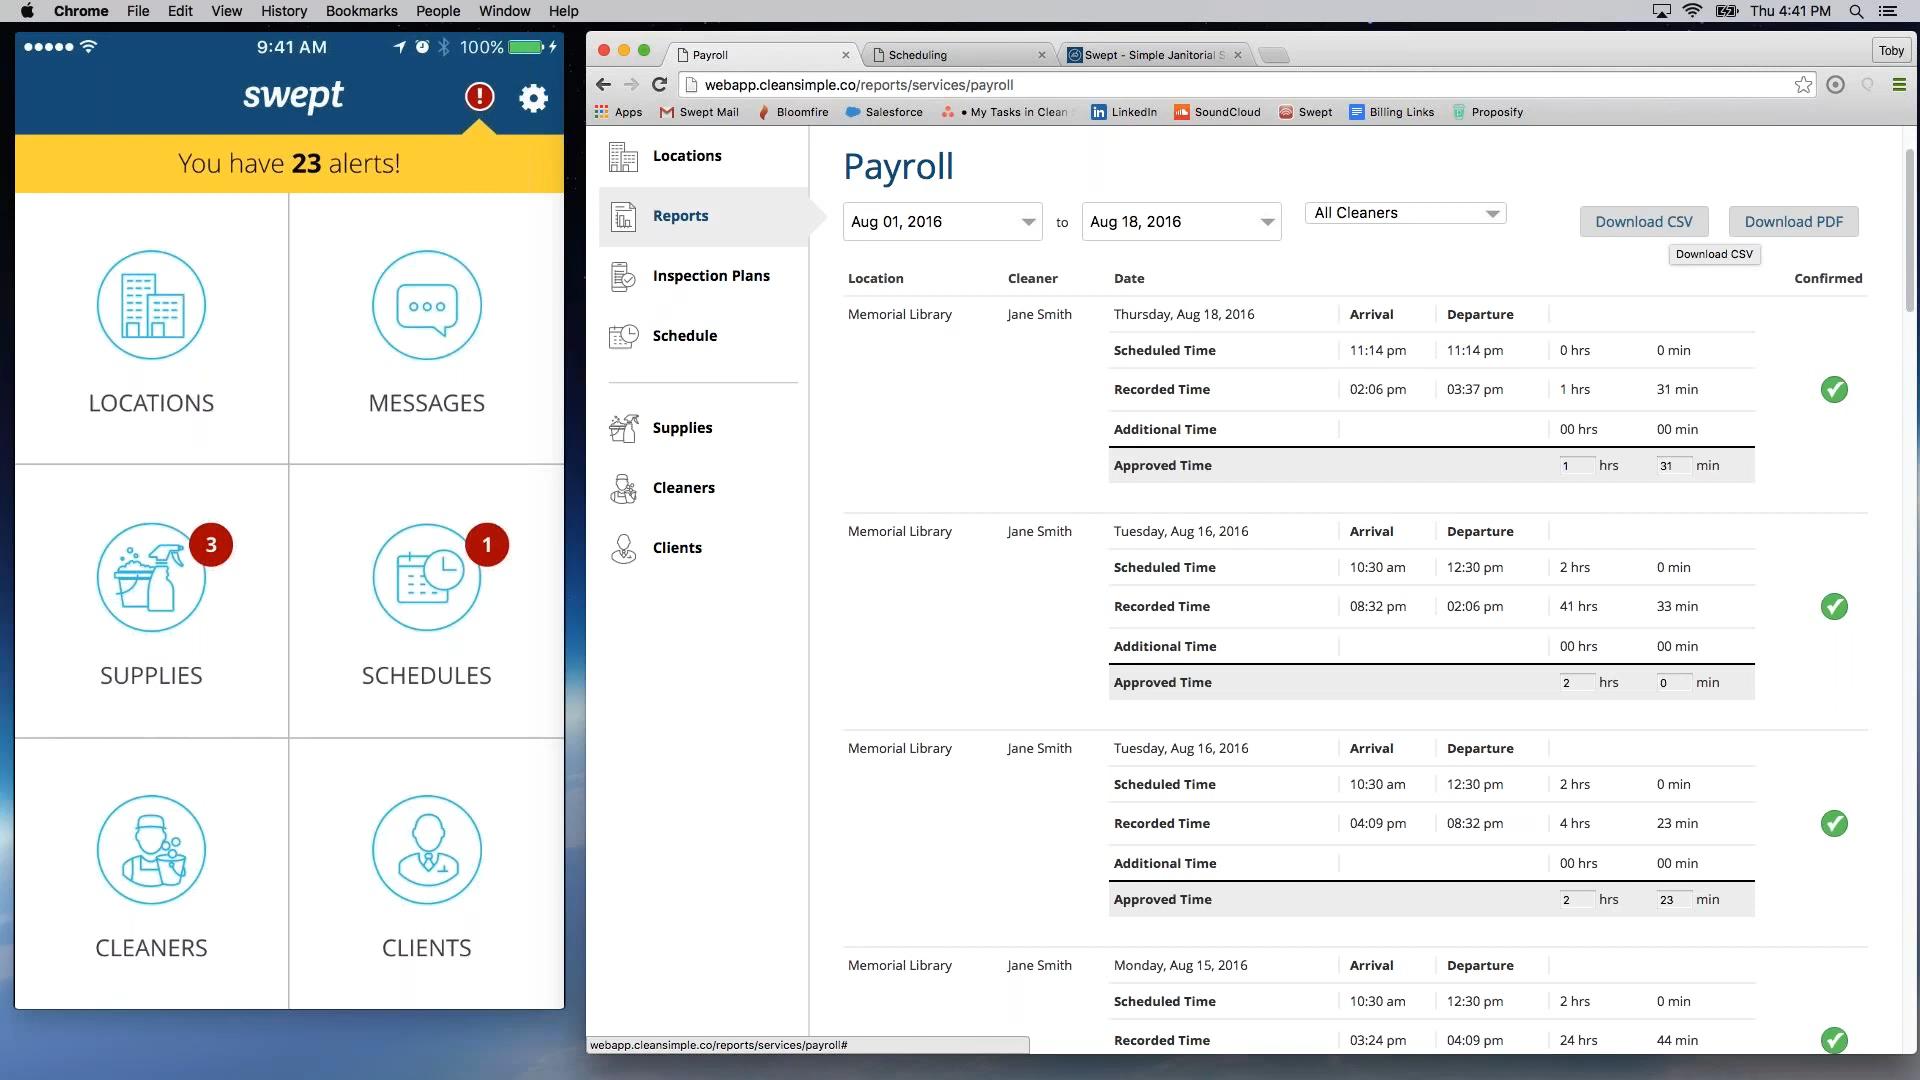 Chrome File Edit View History Bookmarks People Window Help Thu 4:41 PM
9:41 AM 100%
swept
You have 23 alerts!
LOCATIONS
MESSAGES
3
SUPPLIES
1
SCHEDULES
CLEANERS
CLIENTS
Payroll Scheduling Swept - Simple Janitorial S Toby
webapp.cleansimple.co/reports/services/payroll
Apps Swept Mail Bloomfire Salesforce • My Tasks in Clean LinkedIn SoundCloud Swept Billing Links Proposify
Locations
Reports
Inspection Plans
Schedule
Supplies
Cleaners
Clients
Payroll
Aug 01, 2016 to Aug 18, 2016 All Cleaners Download CSV Download PDF
Download CSV
Location Cleaner Date Confirmed
Memorial Library Jane Smith Thursday, Aug 18, 2016 Arrival Departure
Scheduled Time 11:14 pm 11:14 pm 0 hrs 0 min
Recorded Time 02:06 pm 03:37 pm 1 hrs 31 min
Additional Time 00 hrs 00 min
Approved Time 1 hrs 31 min
Memorial Library Jane Smith Tuesday, Aug 16, 2016 Arrival Departure
Scheduled Time 10:30 am 12:30 pm 2 hrs 0 min
Recorded Time 08:32 pm 02:06 pm 41 hrs 33 min
Additional Time 00 hrs 00 min
Approved Time 2 hrs 0 min
Memorial Library Jane Smith Tuesday, Aug 16, 2016 Arrival Departure
Scheduled Time 10:30 am 12:30 pm 2 hrs 0 min
Recorded Time 04:09 pm 08:32 pm 4 hrs 23 min
Additional Time 00 hrs 00 min
Approved Time 2 hrs 23 min
Memorial Library Jane Smith Monday, Aug 15, 2016 Arrival Departure
Scheduled Time 10:30 am 12:30 pm 2 hrs 0 min
Recorded Time 03:24 pm 04:09 pm 24 hrs 44 min
webapp.cleansimple.co/reports/services/payroll#